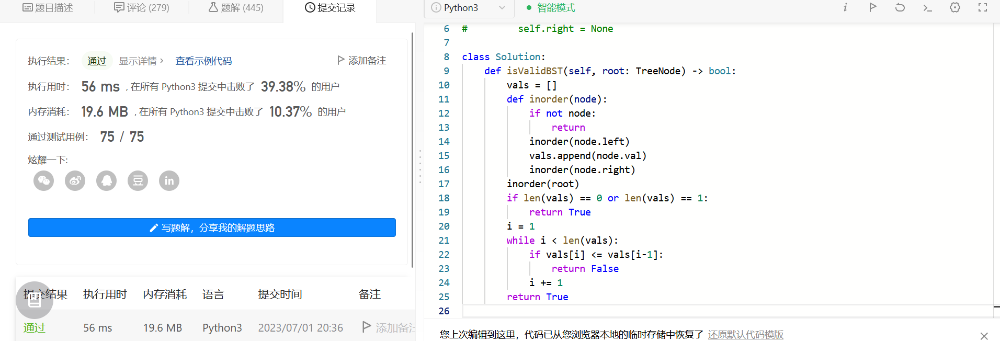 题目描述
评论 (279)
题解 (445)
提交记录
执行结果：
通过
显示详情 >
查看示例代码
添加备注
执行用时：
56 ms
, 在所有 Python3 提交中击败了
39.38%
的用户
内存消耗：
19.6 MB
, 在所有 Python3 提交中击败了
10.37%
的用户
通过测试用例：
75 / 75
炫耀一下:
豆
in
写题解，分享我的解题思路
提交结果 执行用时 内存消耗 语言 提交时间 备注
通过 56 ms 19.6 MB Python3 2023/07/01 20:36 添加备注
Python3
智能模式
6 #         self.right = None
7
8 class Solution:
9     def isValidBST(self, root: TreeNode) -> bool:
10         vals = []
11         def inorder(node):
12             if not node:
13                 return
14             inorder(node.left)
15             vals.append(node.val)
16             inorder(node.right)
17         inorder(root)
18         if len(vals) == 0 or len(vals) == 1:
19             return True
20         i = 1
21         while i < len(vals):
22             if vals[i] <= vals[i-1]:
23                 return False
24             i += 1
25         return True
26
您上次编辑到这里，代码已从您浏览器本地的临时存储中恢复了 还原默认代码模版